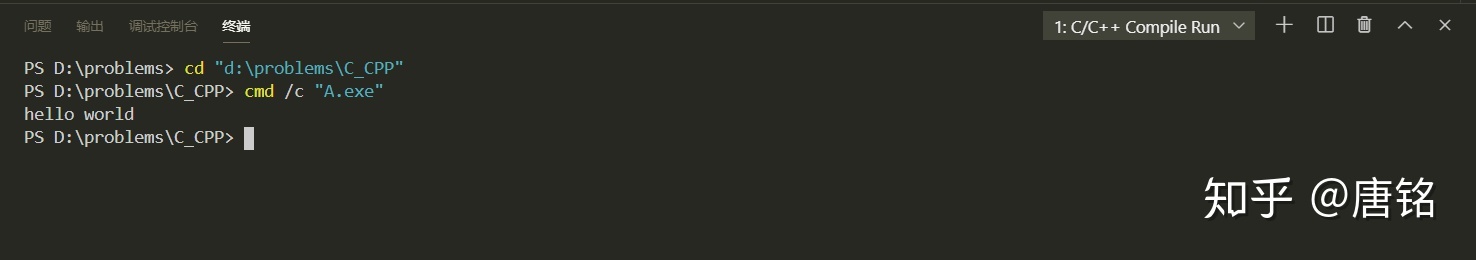 问题 输出 调试控制台 终端 1: C/C++ Compile Run
PS D:\problems> cd "d:\problems\C_CPP"
PS D:\problems\C_CPP> cmd /c "A.exe"
hello world
PS D:\problems\C_CPP>
知乎 @唐铭